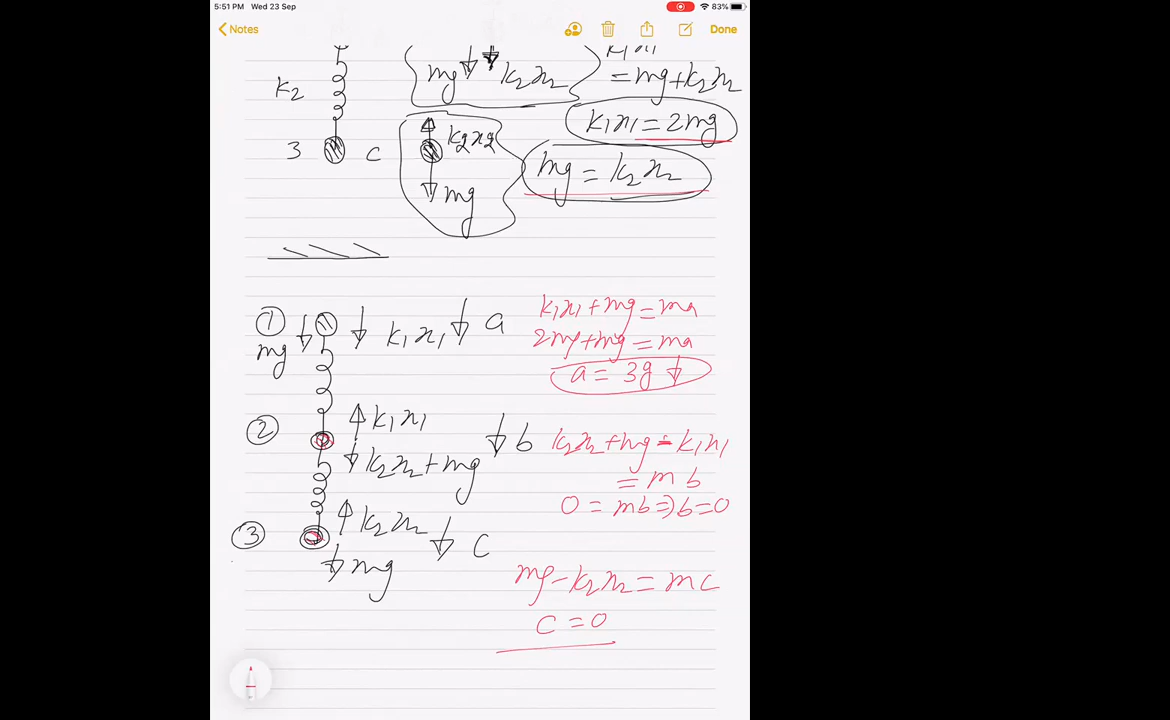 5:51 PM Wed 23 Sep 83%
Notes Done
k1x1
mg k2x2 = mg+k2x2
k2
k1x1 = 2mg
3 C k2x2
mg = k2x2
mg
① k1x1 a
mg
k1x1+mg = ma
2mg+mg = ma
a = 3g
② k1x1
k2x2+mg b
k2x2+mg-k1x1
= mb
0 = mb => b=0
③ k2x2 C
mg
mg-k2x2 = mc
c = 0